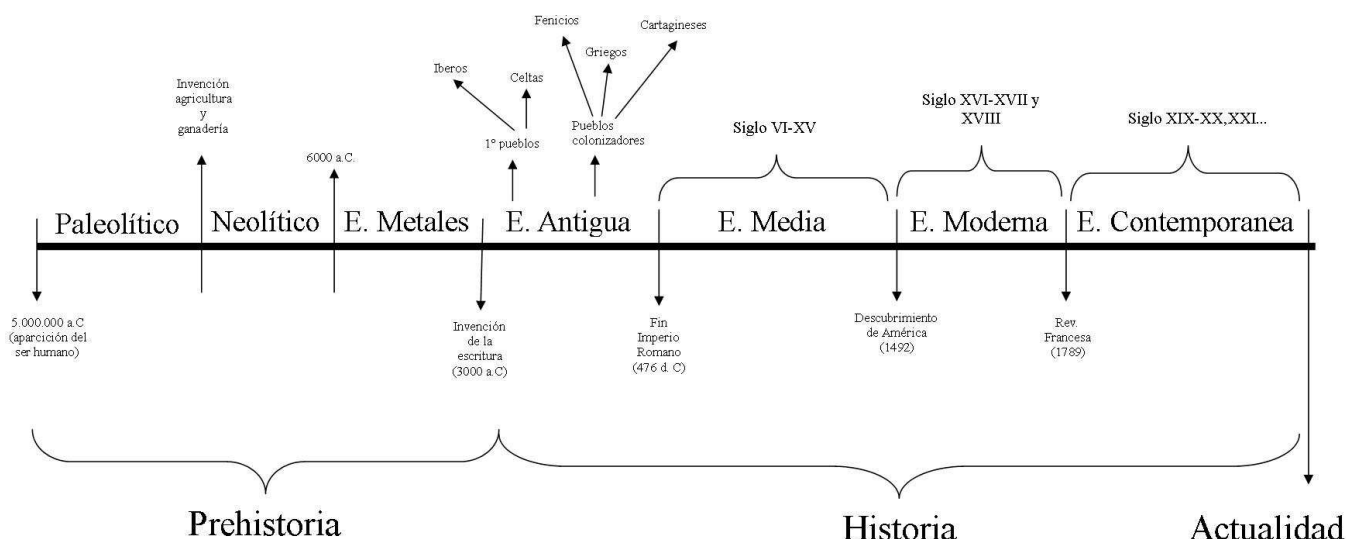 Fenicios
Cartagineses
Griegos
Iberos
Celtas
Invención
agricultura
y
ganadería
Pueblos
colonizadores
1º pueblos
6000 a.C.
Siglo VI-XV
Siglo XVI-XVII y
XVIII
Siglo XIX-XX,XXI...
Paleolítico
Neolítico
E. Metales
E. Antigua
E. Media
E. Moderna
E. Contemporanea
5.000.000 a.C
(aparición del
ser humano)
Invención
de la
escritura
(3000 a.C)
Fin
Imperio
Romano
(476 d. C)
Descubrimiento
de América
(1492)
Rev.
Francesa
(1789)
Prehistoria
Historia
Actualidad